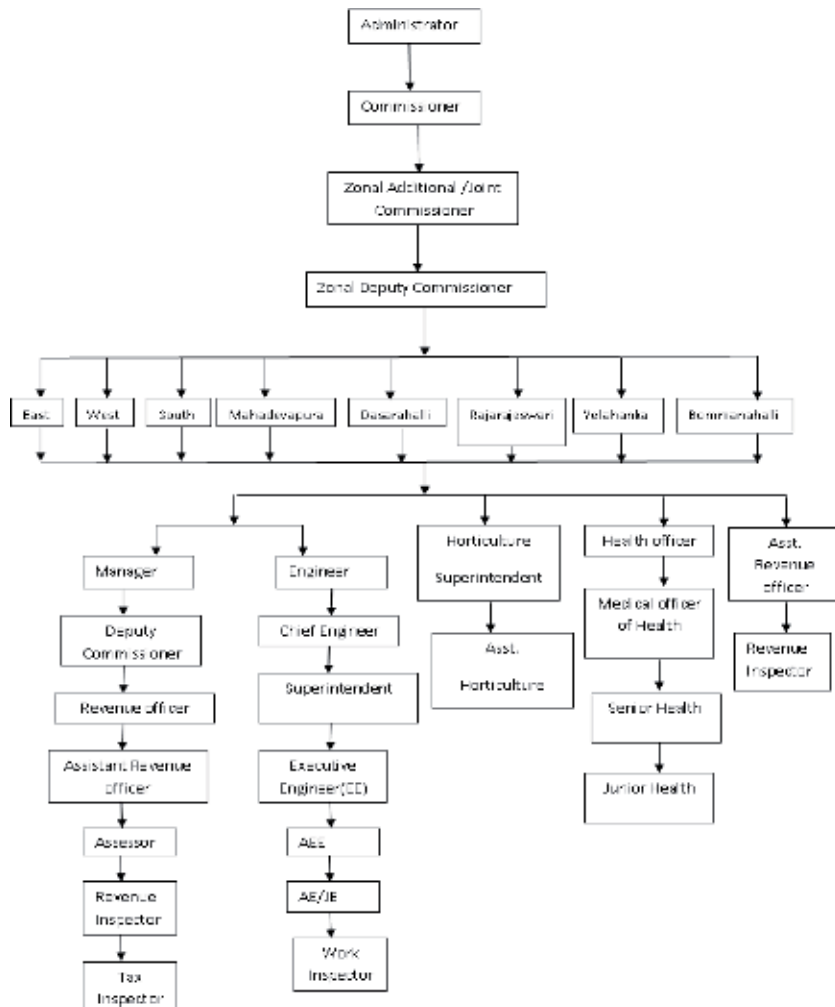 Administrator
Commissioner
Zonal Additional /Joint
Commissioner
Zonal Deputy Commissioner
East
West
South
Mahadevapura
Dasarahalli
Rajarajeswari
Yelahanka
Bommanahalli
Manager
Deputy
Commissioner
Revenue officer
Assistant Revenue
officer
Assessor
Revenue
Inspector
Tax
Inspector
Engineer
Chief Engineer
Superintendent
Executive
Engineer(EE)
AEE
AE/JE
Work
Inspector
Horticulture
Superintendent
Asst.
Horticulture
Health officer
Medical officer
of Health
Senior Health
Junior Health
Asst.
Revenue
officer
Revenue
Inspector